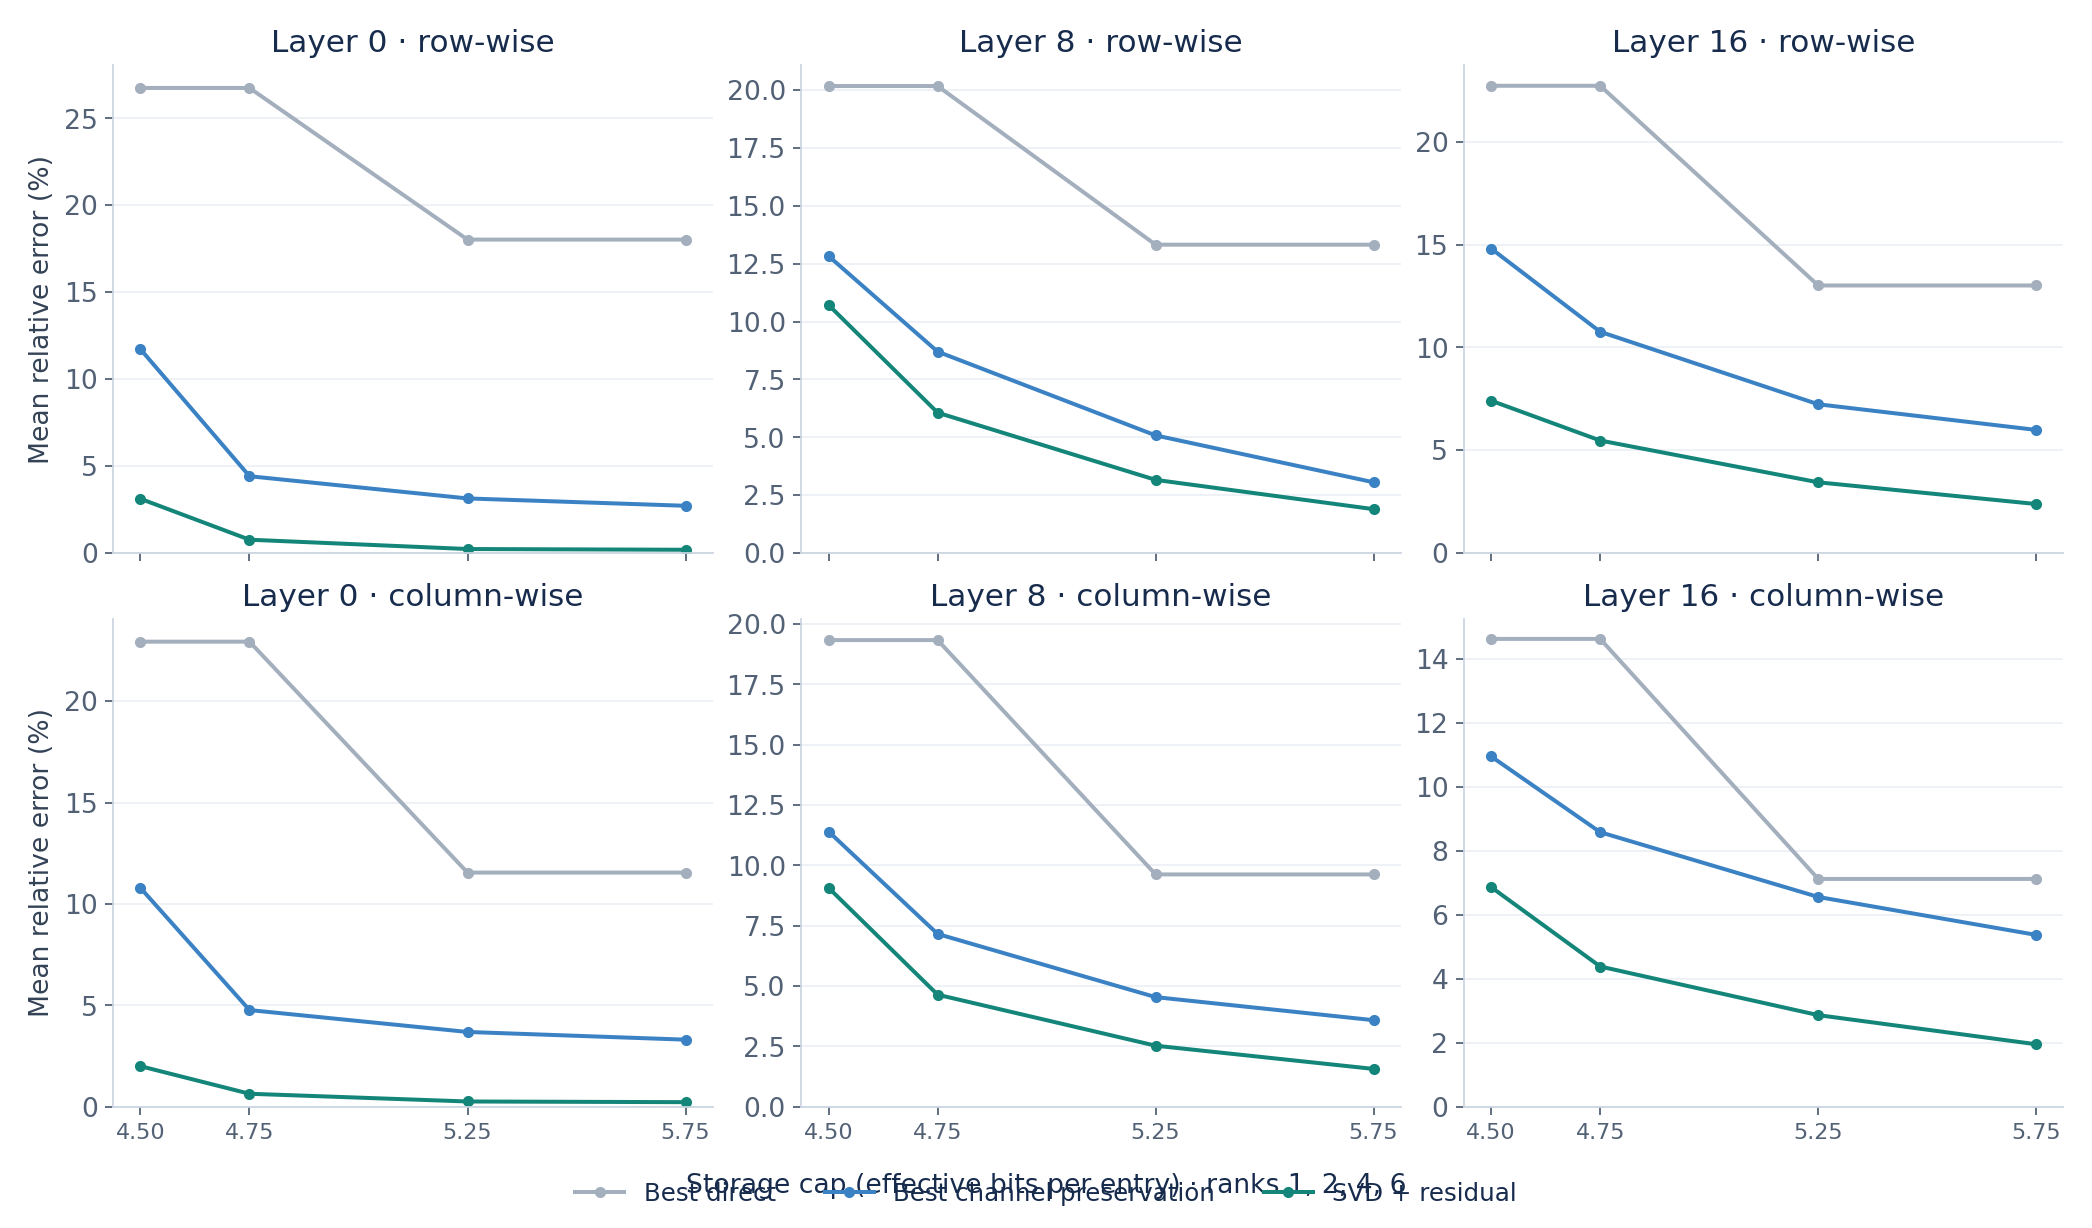 Layer 0 · row-wise
Layer 8 · row-wise
Layer 16 · row-wise
Mean relative error (%)
25
20
15
10
5
0
20.0
17.5
15.0
12.5
10.0
7.5
5.0
2.5
0.0
20
15
10
5
0
Layer 0 · column-wise
Layer 8 · column-wise
Layer 16 · column-wise
Mean relative error (%)
20
15
10
5
0
20.0
17.5
15.0
12.5
10.0
7.5
5.0
2.5
0.0
14
12
10
8
6
4
2
0
4.50 4.75 5.25 5.75
4.50 4.75 5.25 5.75
4.50 4.75 5.25 5.75
Storage cap (effective bits per entry) · ranks 1, 2, 4, 6
Best direct
Best channel preservation
SVD + residual